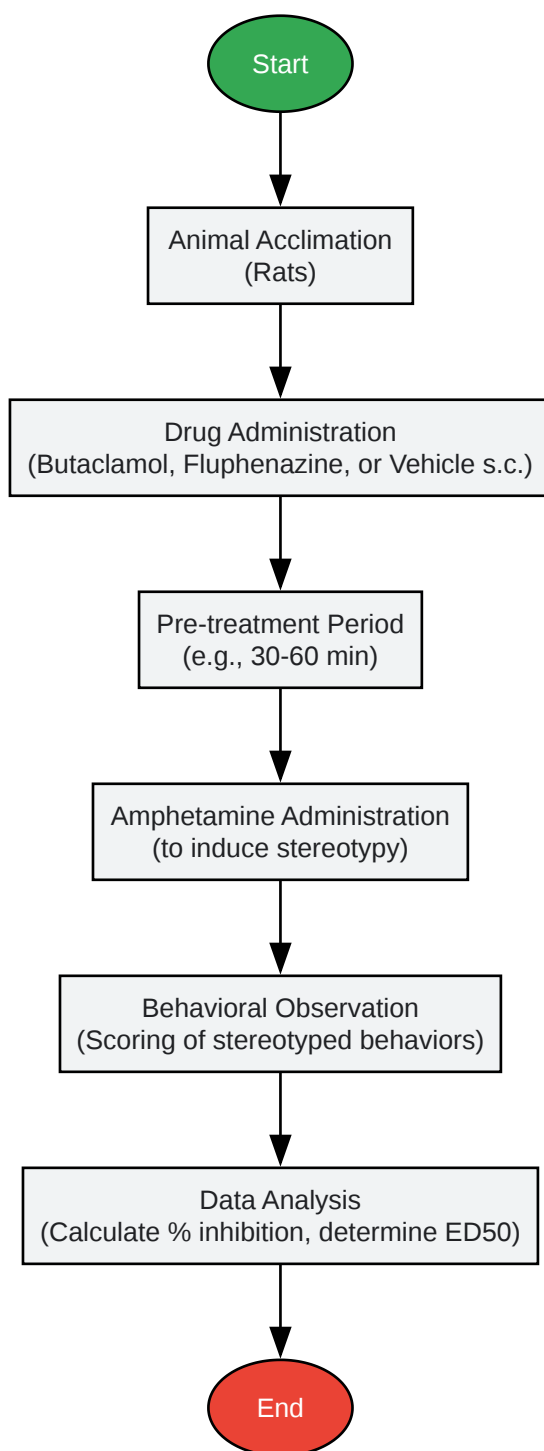 Start
Animal Acclimation
(Rats)
Drug Administration
(Butaclamol, Fluphenazine, or Vehicle s.c.)
Pre-treatment Period
(e.g., 30-60 min)
Amphetamine Administration
(to induce stereotypy)
Behavioral Observation
(Scoring of stereotyped behaviors)
Data Analysis
(Calculate % inhibition, determine ED50)
End